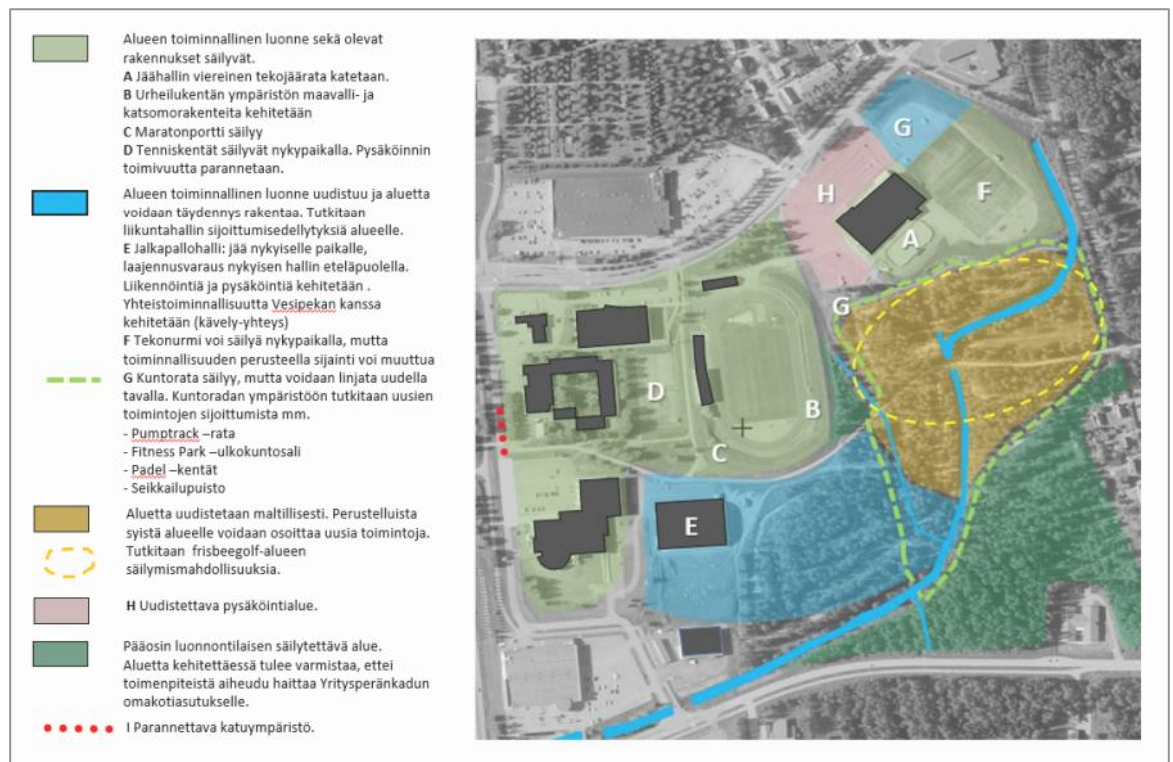 Alueen toiminnallinen luonne sekä olevat
rakennukset säilyvät.
A Jäähallin viereinen tekojäärata katetaan.
B Urheilukentän ympäristön maavalli- ja
katsomorakenteita kehitetään
C Maratonportti säilyy
D Tenniskentät säilyvät nykypaikalla. Pysäköinnin
toimivuutta parannetaan.
Alueen toiminnallinen luonne uudistuu ja aluetta
voidaan täydennys rakentaa. Tutkitaan
liikuntahallin sijoittumisedellytyksiä alueelle.
E Jalkapallohalli: jää nykyiselle paikalle,
laajennusvaraus nykyisen hallin eteläpuolella.
Liikennöintiä ja pysäköintiä kehitetään .
Yhteistoiminnallisuutta Vesipekan kanssa
kehitetään (kävely-yhteys)
F Tekonurmi voi säilyä nykypaikalla, mutta
toiminnallisuuden perusteella sijainti voi muuttua
G Kuntorata säilyy, mutta voidaan linjata uudella
tavalla. Kuntoradan ympäristöön tutkitaan uusien
toimintojen sijoittumista mm.
- Pumptrack –rata
- Fitness Park –ulkokuntosali
- Padel –kentät
- Seikkailupuisto
Aluetta uudistetaan maltillisesti. Perustelluista
syistä alueelle voidaan osoittaa uusia toimintoja.
Tutkitaan frisbeegolf-alueen
säilymismahdollisuuksia.
H Uudistettava pysäköintialue.
Pääosin luonnontilaisen säilytettävä alue.
Aluetta kehitettäessä tulee varmistaa, ettei
toimenpiteistä aiheudu haittaa Yritysperänkadun
omakotiasutukselle.
I Parannettava katuympäristö.
G
H
F
A
G
D
B
C
E